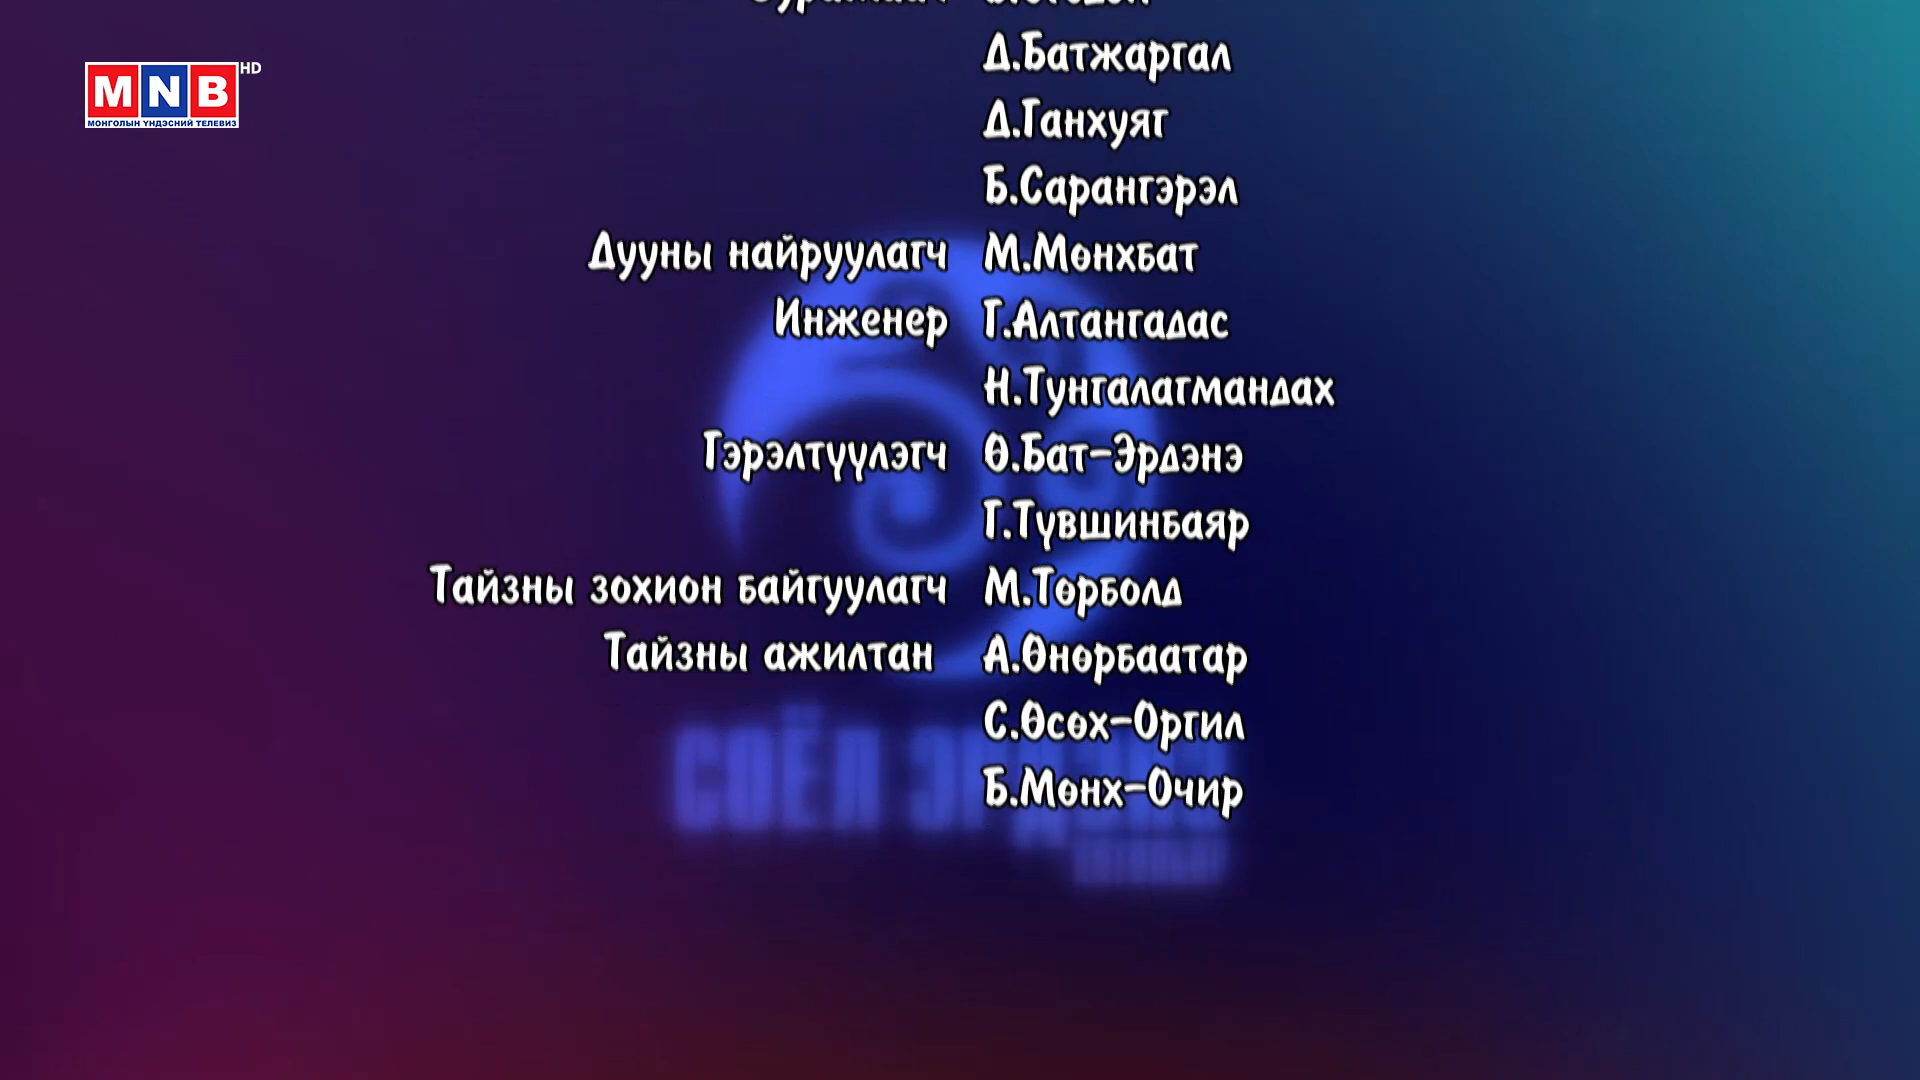 MNB HD
МОНГОЛЫН ҮНДЭСНИЙ ТЕЛЕВИЗ
Д.Батжаргал
Д.Ганхуяг
Б.Сарангэрэл
Дууны найруулагч М.Мөнхбат
Инженер Г.Алтангадас
Н.Тунгалагмандах
Гэрэлтүүлэгч Ө.Бат-Эрдэнэ
Г.Түвшинбаяр
Тайзны зохион байгуулагч М.Төрболд
Тайзны ажилтан А.Өнөрбаатар
С.Өсөх-Оргил
Б.Мөнх-Очир
СОЁЛ